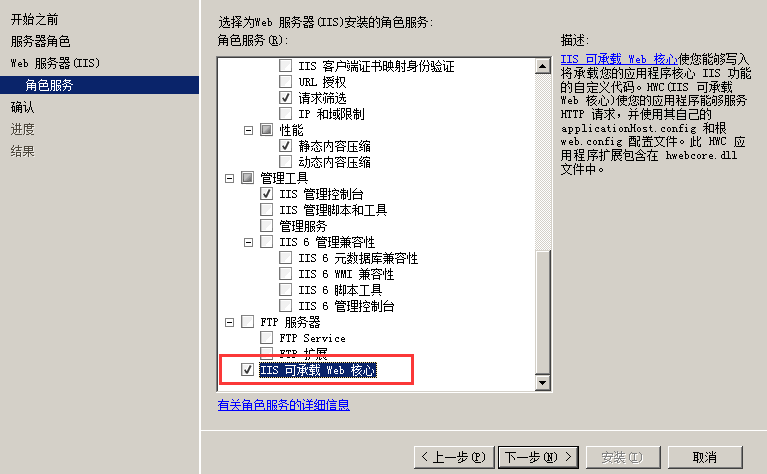 开始之前
服务器角色
Web 服务器(IIS)
角色服务
确认
进度
结果
选择为Web 服务器(IIS)安装的角色服务:
角色服务(R):
IIS 客户端证书映射身份验证
URL 授权
请求筛选
IP 和域限制
性能
静态内容压缩
动态内容压缩
管理工具
IIS 管理控制台
IIS 管理脚本和工具
管理服务
IIS 6 管理兼容性
IIS 6 元数据库兼容性
IIS 6 WMI 兼容性
IIS 6 脚本工具
IIS 6 管理控制台
FTP 服务器
FTP Service
FTP 扩展
IIS 可承载 Web 核心
有关角色服务的详细信息
描述:
IIS 可承载 Web 核心使您能够写入
将承载您的应用程序核心 IIS 功能
的自定义代码。HWC(IIS 可承载
Web 核心)使您的应用程序能够服务
HTTP 请求，并使用其自己的
applicationHost.config 和根
web.config 配置文件。此 HWC 应
用程序扩展包含在 hwebcore.dll
文件中。
< 上一步(P)
下一步(N) >
安装(I)
取消